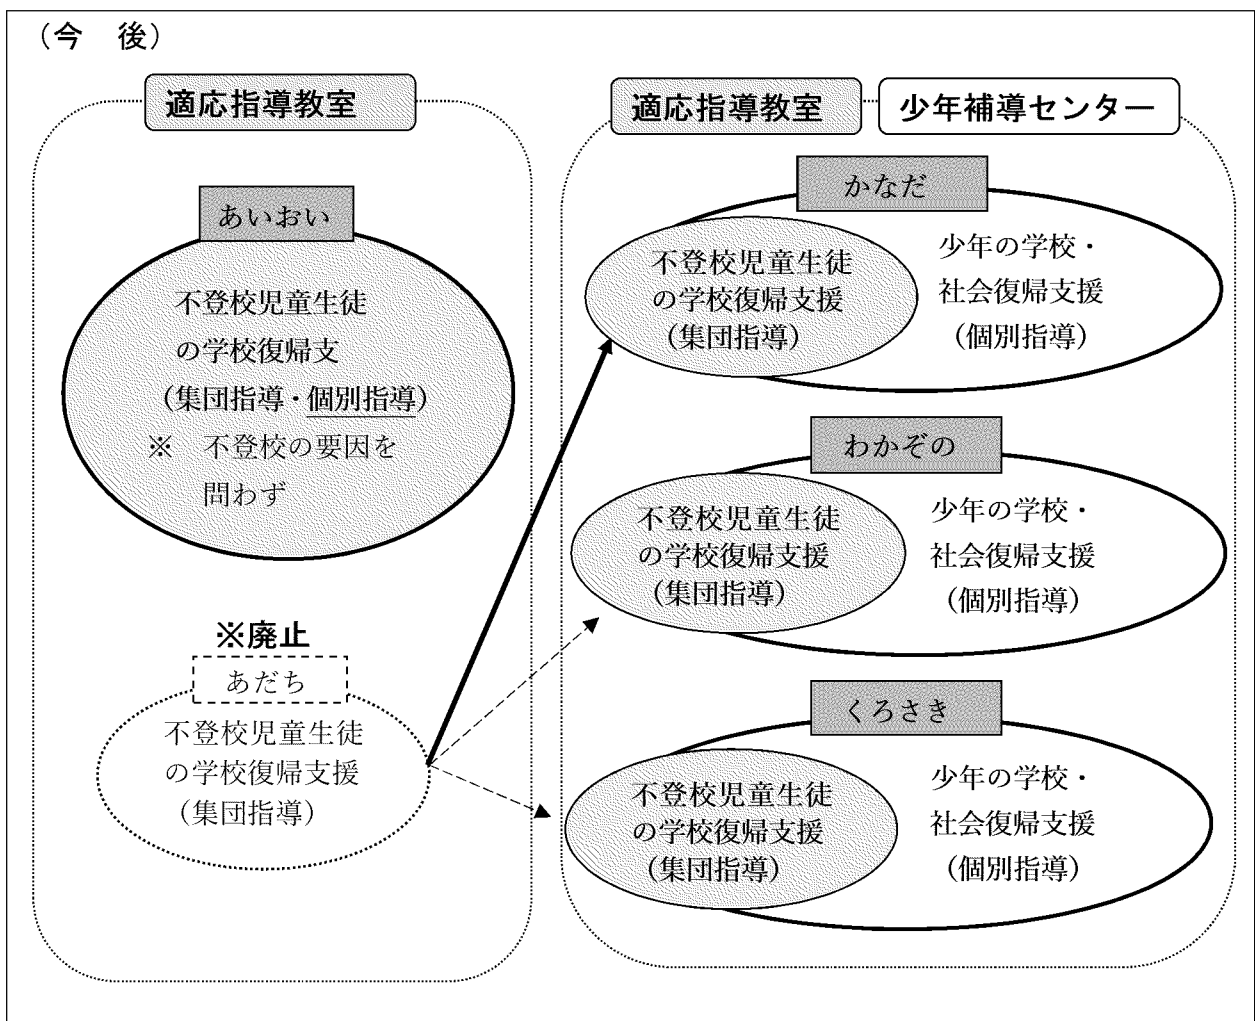 （今　後）
適応指導教室
あいおい
不登校児童生徒
の学校復帰支
（集団指導・個別指導）
※　不登校の要因を
問わず
※廃止
あだち
不登校児童生徒
の学校復帰支援
（集団指導）
適応指導教室
少年補導センター
かなだ
不登校児童生徒
の学校復帰支援
（集団指導）
少年の学校・
社会復帰支援
（個別指導）
わかぞの
不登校児童生徒
の学校復帰支援
（集団指導）
少年の学校・
社会復帰支援
（個別指導）
くろさき
不登校児童生徒
の学校復帰支援
（集団指導）
少年の学校・
社会復帰支援
（個別指導）